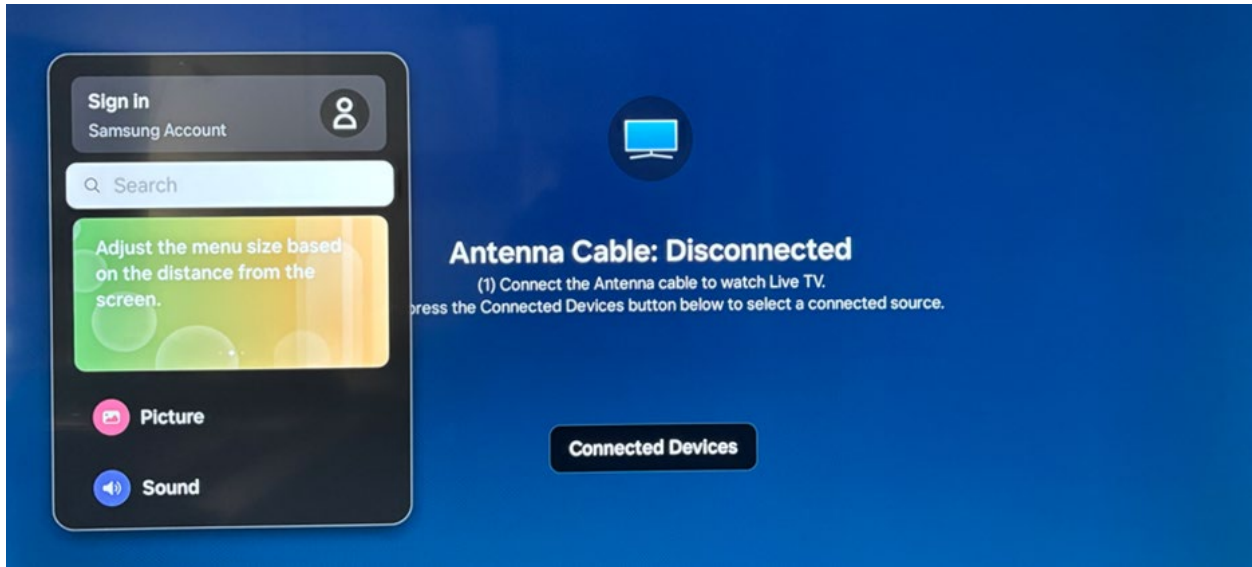 Sign in
Samsung Account
Search
Adjust the menu size based
on the distance from the
screen.
Picture
Sound
Antenna Cable: Disconnected
(1) Connect the Antenna cable to watch Live TV.
press the Connected Devices button below to select a connected source.
Connected Devices